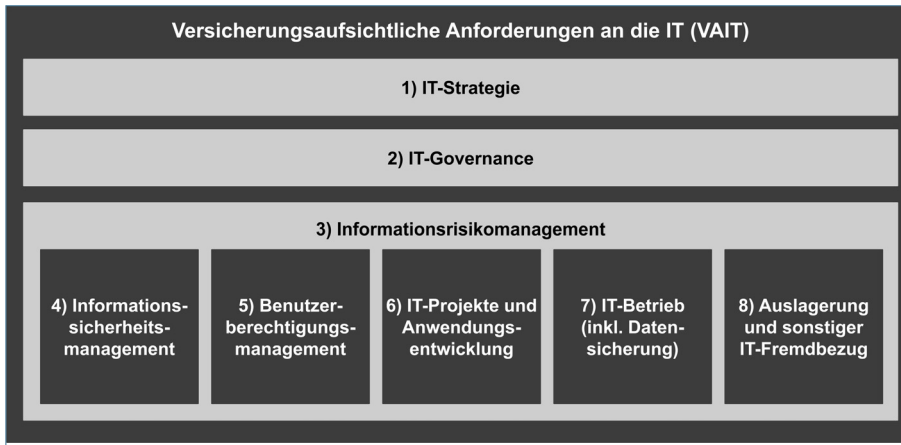 Versicherungsaufsichtliche Anforderungen an die IT (VAIT)
1) IT-Strategie
2) IT-Governance
3) Informationsrisikomanagement
4) Informations-
sicherheits-
management
5) Benutzer-
berechtigungs-
management
6) IT-Projekte und
Anwendungs-
entwicklung
7) IT-Betrieb
(inkl. Daten-
sicherung)
8) Auslagerung
und sonstiger
IT-Fremdbezug